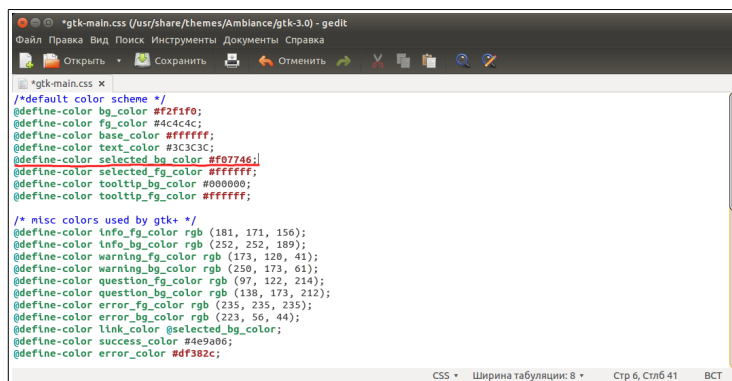 *gtk-main.css (/usr/share/themes/Ambiance/gtk-3.0) - gedit
Файл Правка Вид Поиск Инструменты Документы Справка
Открыть Сохранить Отменить
*gtk-main.css ×
/*default color scheme */
@define-color bg_color #f2f1f0;
@define-color fg_color #4c4c4c;
@define-color base_color #ffffff;
@define-color text_color #3C3C3C;
@define-color selected_bg_color #f07746;
@define-color selected_fg_color #ffffff;
@define-color tooltip_bg_color #000000;
@define-color tooltip_fg_color #ffffff;
/* misc colors used by gtk+ */
@define-color info_fg_color rgb (181, 171, 156);
@define-color info_bg_color rgb (252, 252, 189);
@define-color warning_fg_color rgb (173, 120, 41);
@define-color warning_bg_color rgb (250, 173, 61);
@define-color question_fg_color rgb (97, 122, 214);
@define-color question_bg_color rgb (138, 173, 212);
@define-color error_fg_color rgb (235, 235, 235);
@define-color error_bg_color rgb (223, 56, 44);
@define-color link_color @selected_bg_color;
@define-color success_color #4e9a06;
@define-color error_color #df382c;
CSS Ширина табуляции: 8 Стр 6, Стлб 41 ВСТ